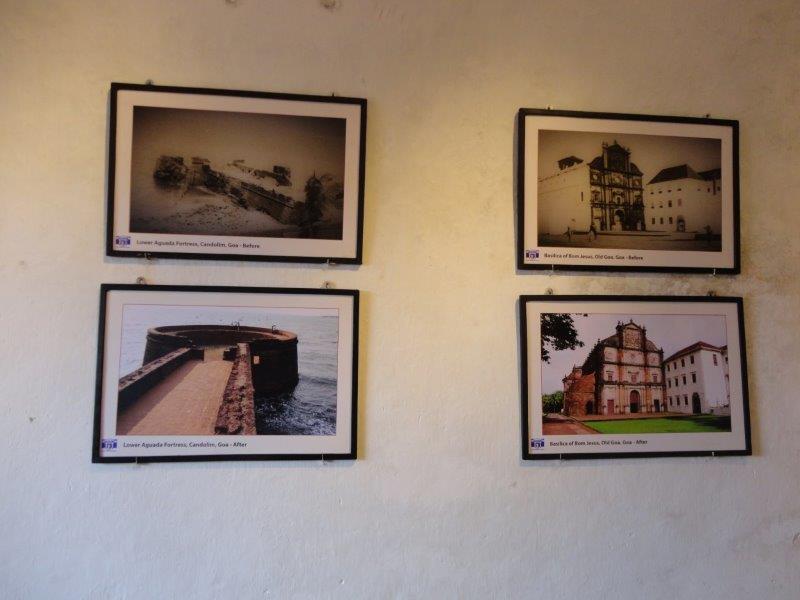 Lower Aguada Fortress, Candolim, Goa - Before
Basilica of Bom Jesus, Old Goa, Goa - Before
Lower Aguada Fortress, Candolim, Goa - After
Basilica of Bom Jesus, Old Goa, Goa - After